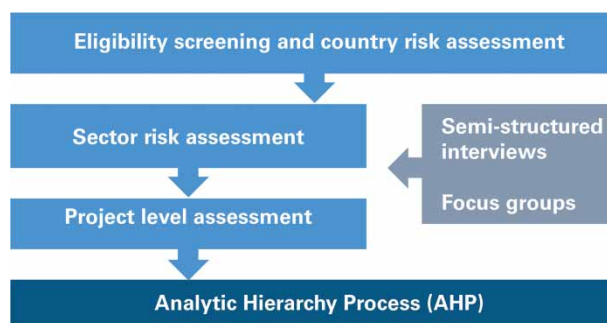 Eligibility screening and country risk assessment
Sector risk assessment
Semi-structured
interviews
Focus groups
Project level assessment
Analytic Hierarchy Process (AHP)